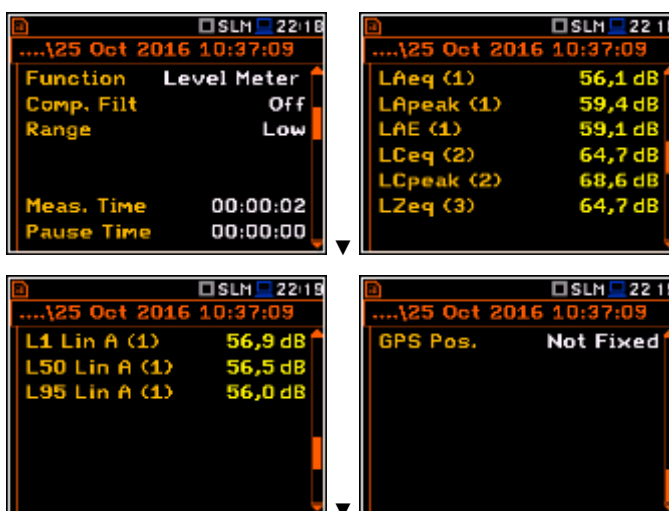 SLM 22:18
....\25 Oct 2016 10:37:09
Function Level Meter
Comp. Filt Off
Range Low
Meas. Time 00:00:02
Pause Time 00:00:00
SLM 22 1
....\25 Oct 2016 10:37:09
LAeq (1) 56,1 dB
LApeak (1) 59,4 dB
LAE (1) 59,1 dB
LCeq (2) 64,7 dB
LCpeak (2) 68,6 dB
LZeq (3) 64,7 dB
SLM 22:19
....\25 Oct 2016 10:37:09
L1 Lin A (1) 56,9 dB
L50 Lin A (1) 56,5 dB
L95 Lin A (1) 56,0 dB
SLM 22 1
....\25 Oct 2016 10:37:09
GPS Pos. Not Fixed